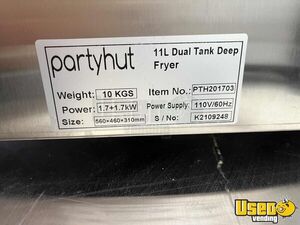 partyhut
11L Dual Tank Deep
Fryer
Weight: 10 KGS
Item No.: PTH201703
Power: 1.7+1.7kW
Power Supply: 110V/60Hz
Size: 560×460×310mm
S / No: K2109248
Used
vending